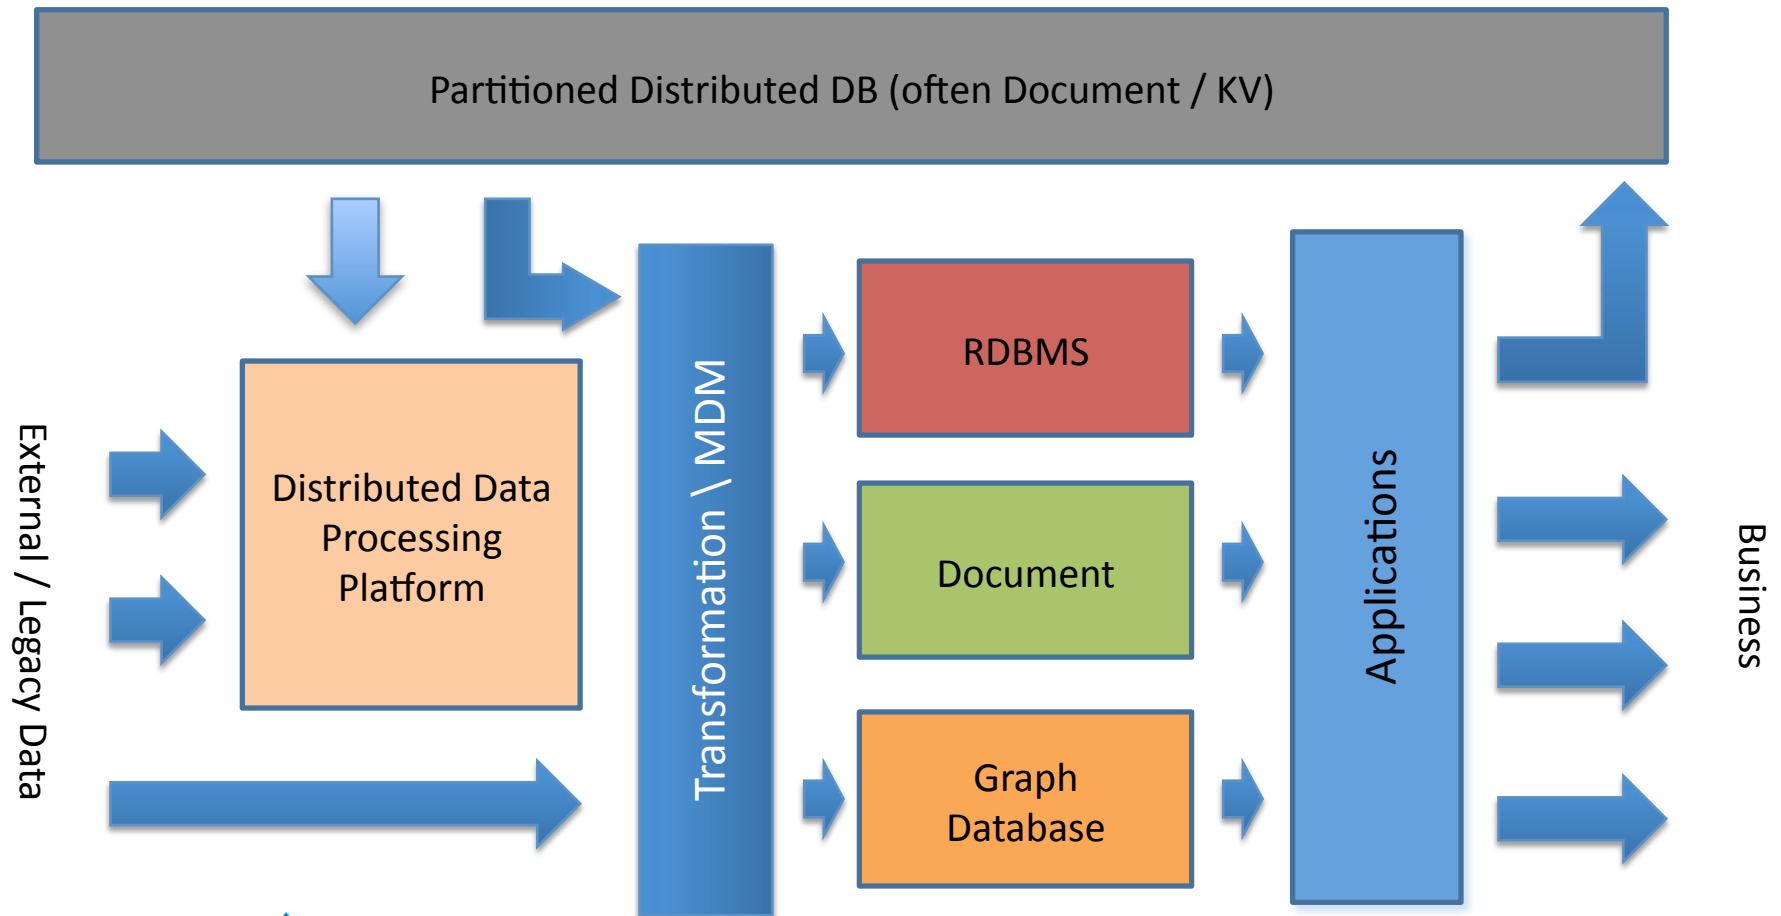 Partitioned Distributed DB (often Document / KV)
External / Legacy Data
Distributed Data
Processing
Platform
Transformation \ MDM
RDBMS
Document
Graph
Database
Applications
Business